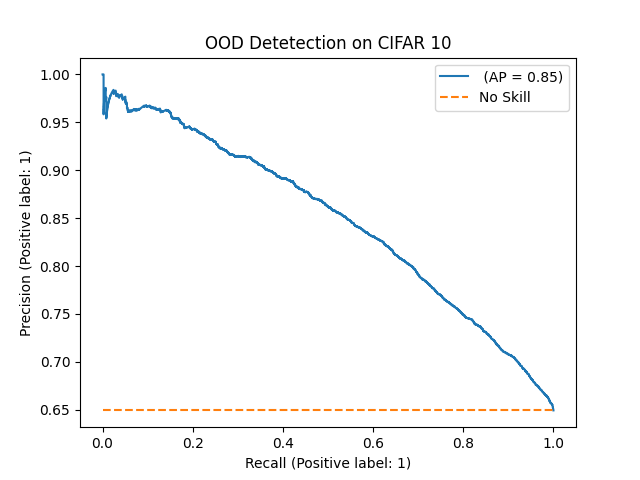 OOD Detetection on CIFAR 10
(AP = 0.85)
No Skill
1.00
0.95
0.90
0.85
0.80
0.75
0.70
0.65
Precision (Positive label: 1)
0.0 0.2 0.4 0.6 0.8 1.0
Recall (Positive label: 1)